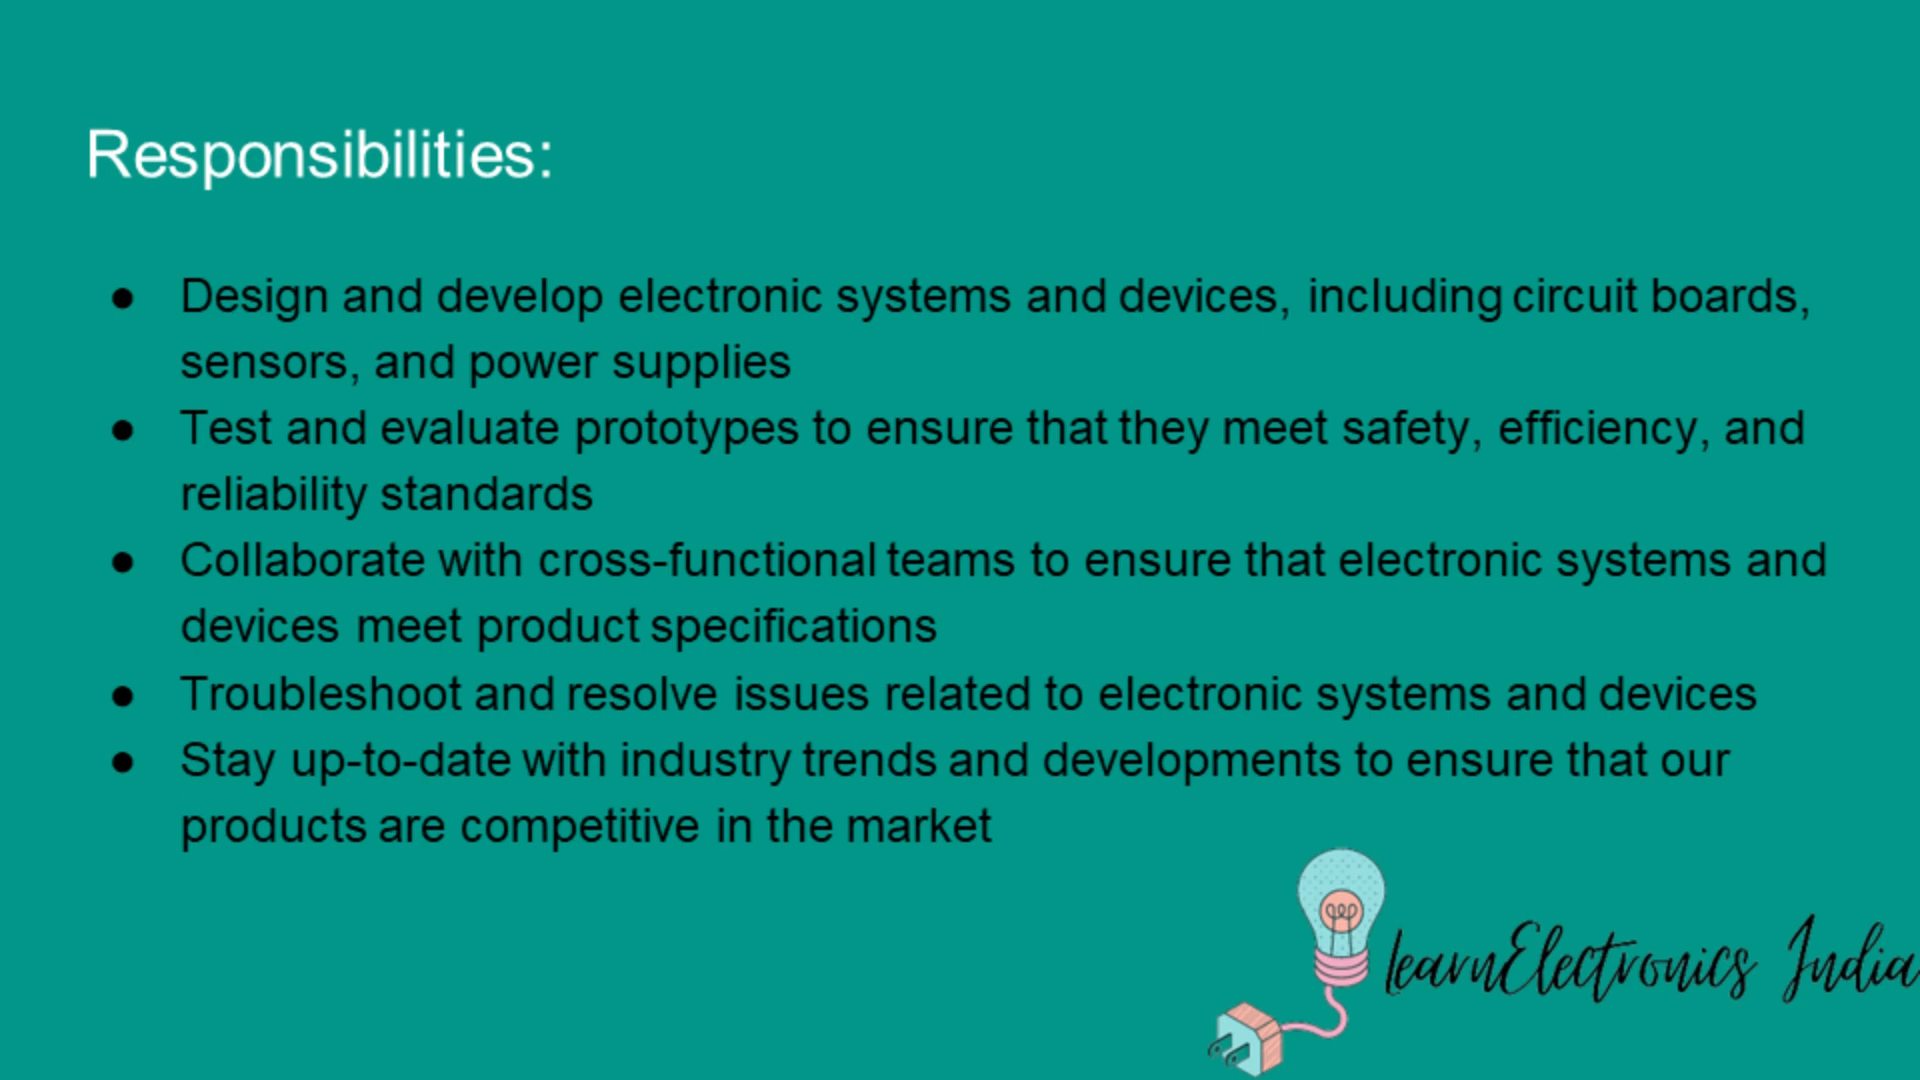 Responsibilities:
● Design and develop electronic systems and devices, including circuit boards,
sensors, and power supplies
● Test and evaluate prototypes to ensure that they meet safety, efficiency, and
reliability standards
● Collaborate with cross-functional teams to ensure that electronic systems and
devices meet product specifications
● Troubleshoot and resolve issues related to electronic systems and devices
● Stay up-to-date with industry trends and developments to ensure that our
products are competitive in the market
learnElectronics India